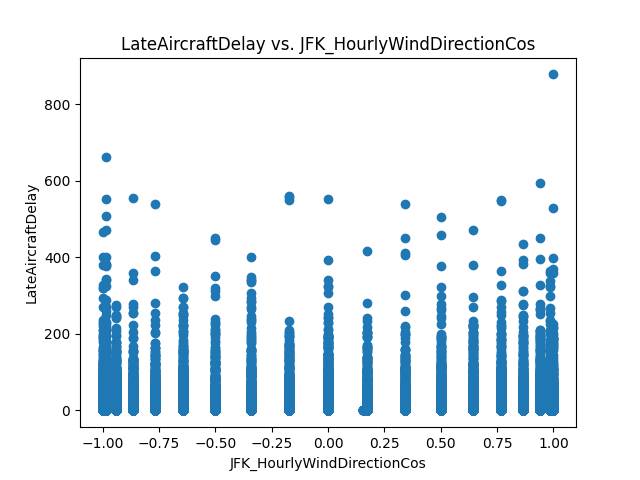 LateAircraftDelay vs. JFK_HourlyWindDirectionCos
LateAircraftDelay
800
600
400
200
0
−1.00 −0.75 −0.50 −0.25 0.00 0.25 0.50 0.75 1.00
JFK_HourlyWindDirectionCos